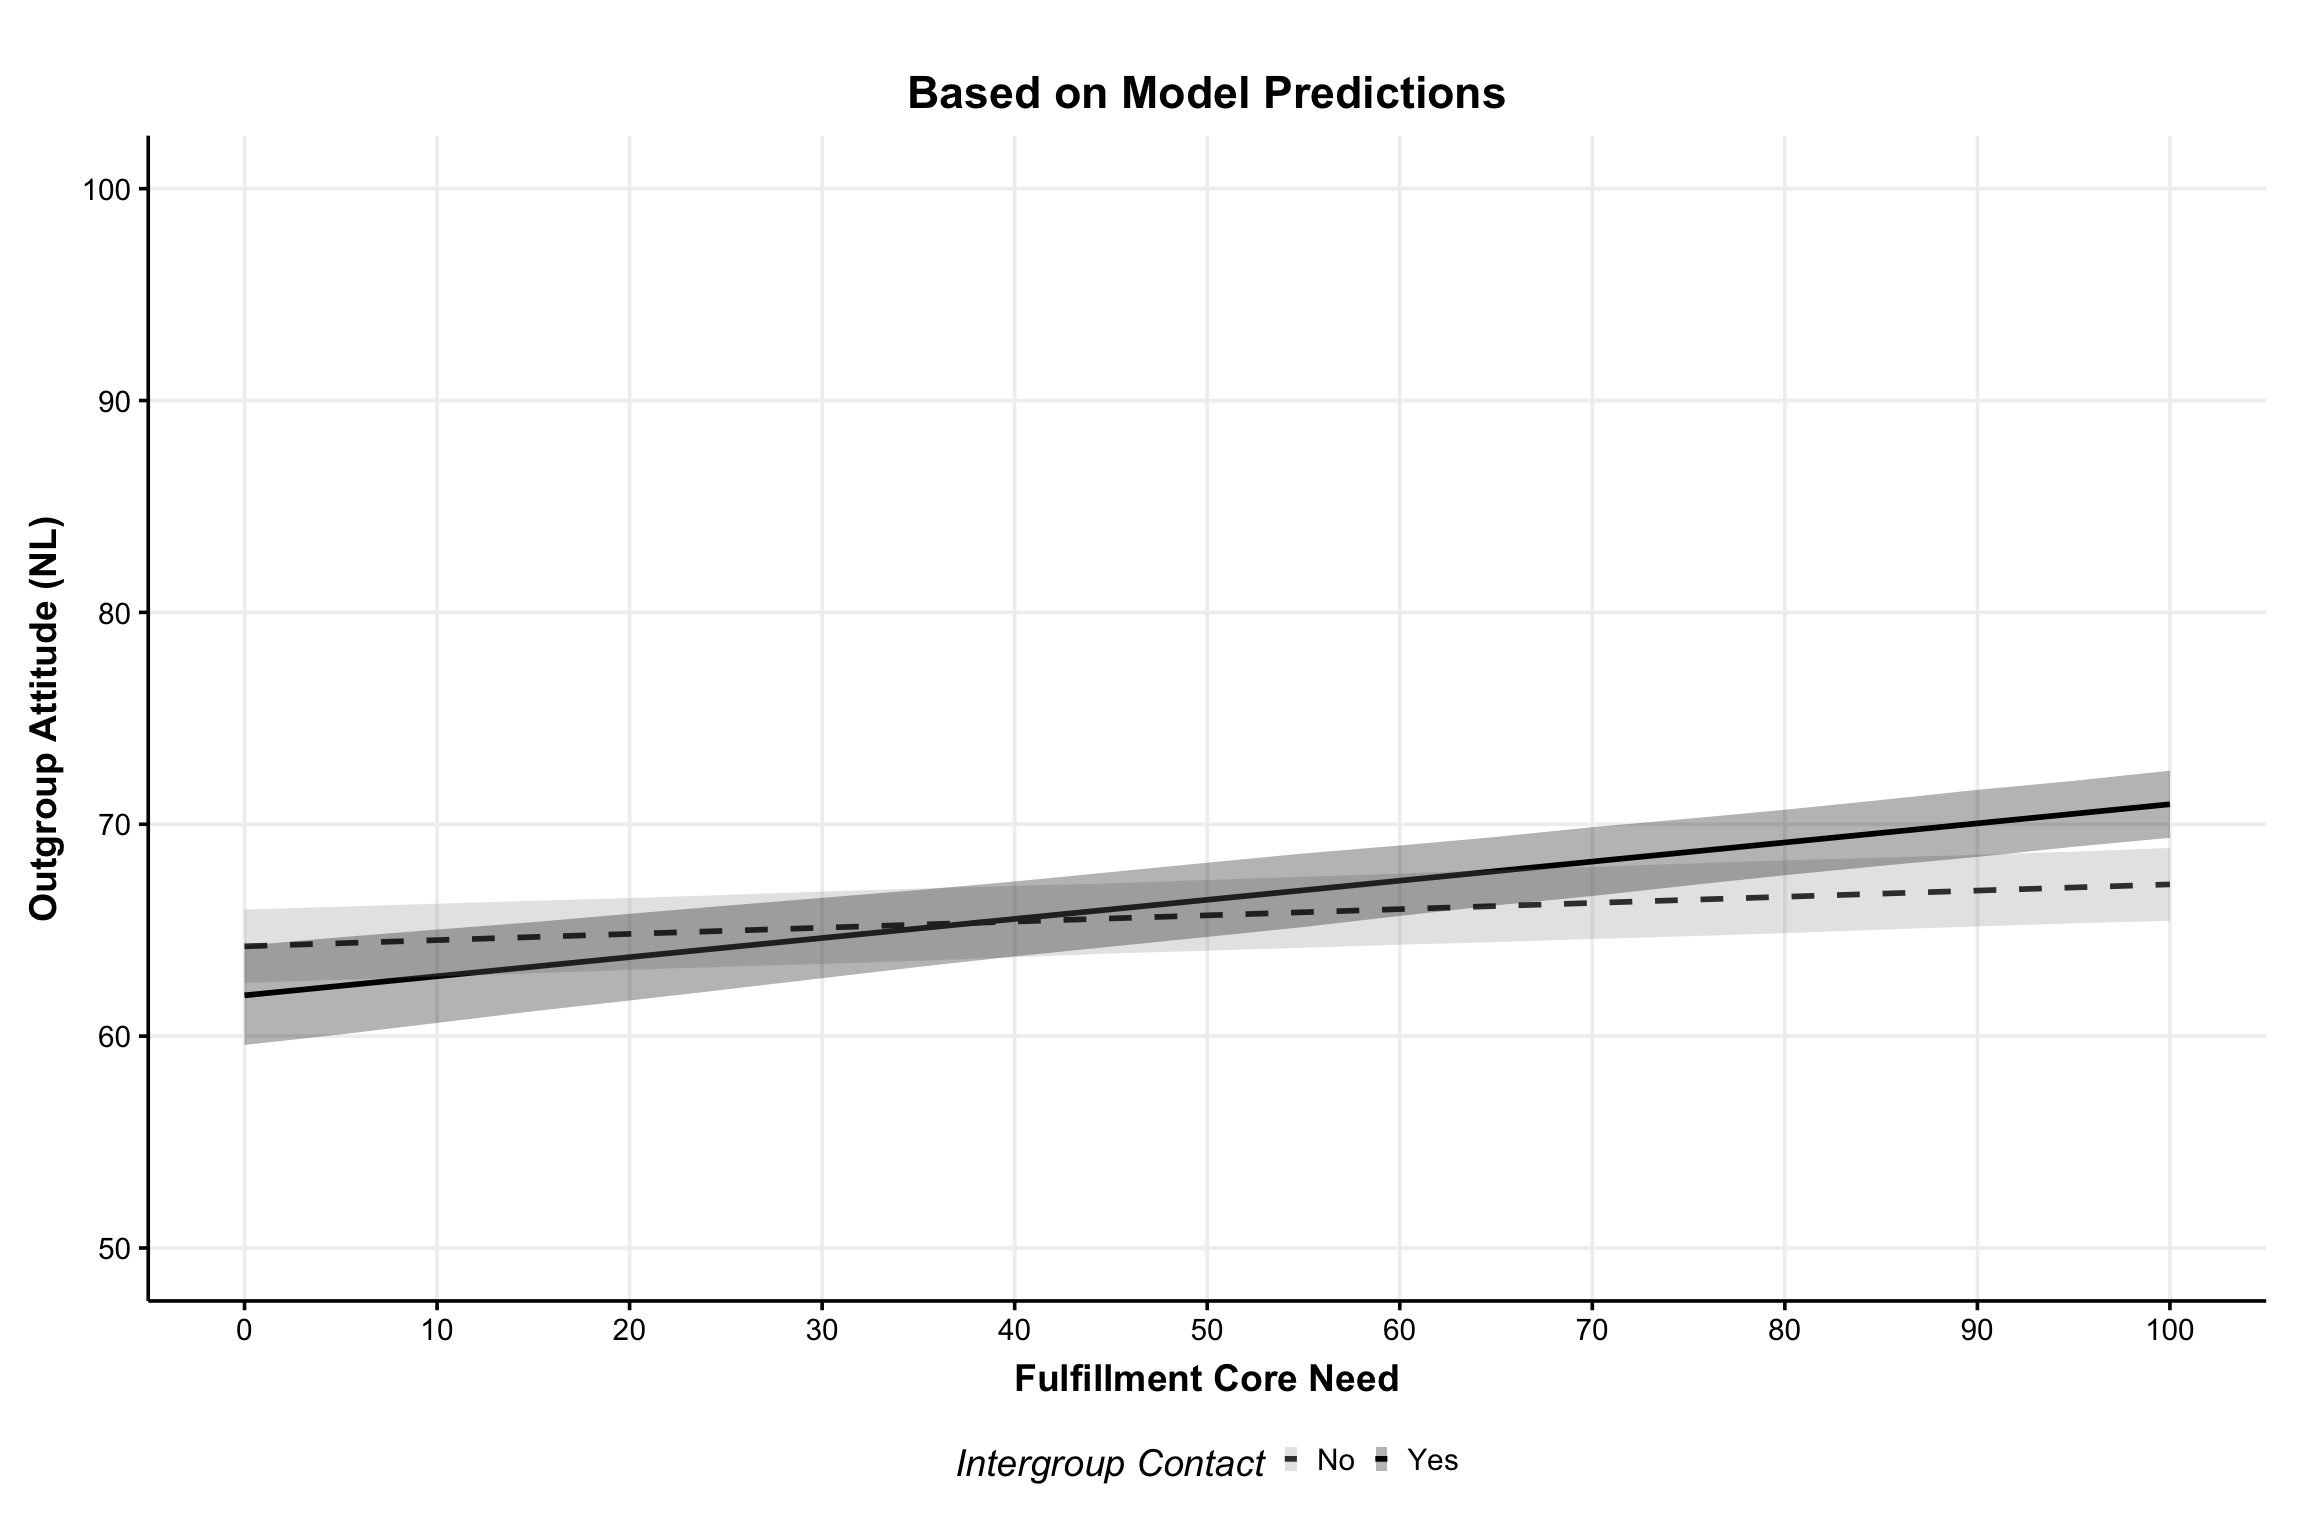 Based on Model Predictions
100
90
80
70
60
50
Outgroup Attitude (NL)
0 10 20 30 40 50 60 70 80 90 100
Fulfillment Core Need
Intergroup Contact No Yes